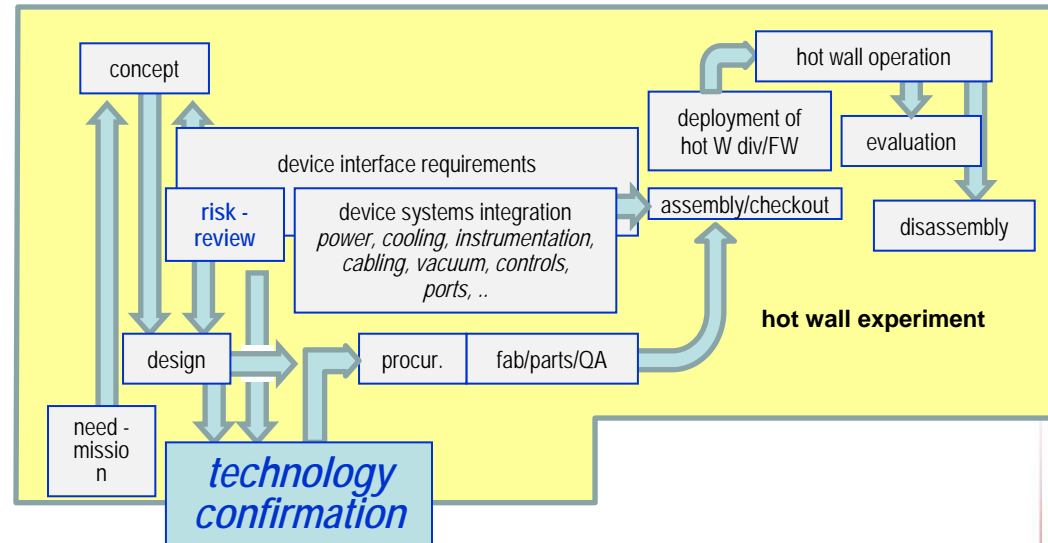 concept
hot wall operation
deployment of
hot W div/FW
evaluation
device interface requirements
risk -
review
device systems integration
power, cooling, instrumentation,
cabling, vacuum, controls,
ports, ..
assembly/checkout
disassembly
hot wall experiment
design
procur.
fab/parts/QA
need -
missio
n
technology
confirmation